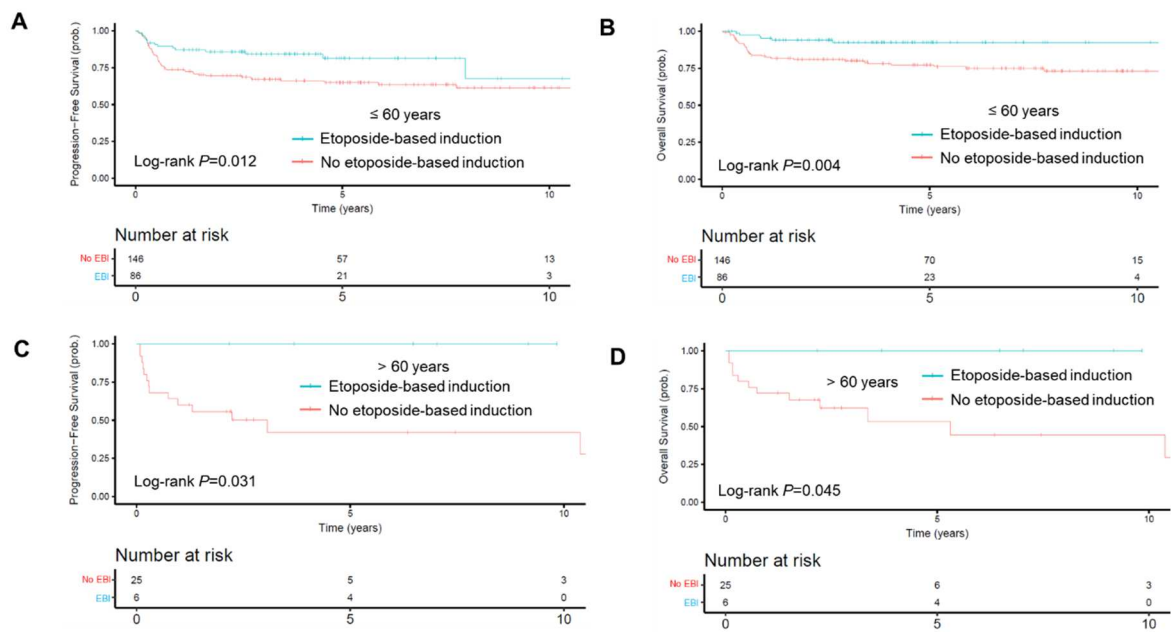 A
Progression−Free Survival (prob.)
1.00
0.75
0.50
0.25
0.00
≤ 60 years
Etoposide-based induction
No etoposide-based induction
Log-rank P=0.012
0 5 10
Time (years)
Number at risk
No EBI 146 57 13
EBI 86 21 3
0 5 10
B
Overall Survival (prob.)
1.00
0.75
0.50
0.25
0.00
≤ 60 years
Etoposide-based induction
No etoposide-based induction
Log-rank P=0.004
0 5 10
Time (years)
Number at risk
No EBI 146 70 15
EBI 86 23 4
0 5 10
C
Progression−Free Survival (prob.)
1.00
0.75
0.50
0.25
0.00
> 60 years
Etoposide-based induction
No etoposide-based induction
Log-rank P=0.031
0 5 10
Time (years)
Number at risk
No EBI 25 5 3
EBI 6 4 0
0 5 10
D
Overall Survival (prob.)
1.00
0.75
0.50
0.25
0.00
> 60 years
Etoposide-based induction
No etoposide-based induction
Log-rank P=0.045
0 5 10
Time (years)
Number at risk
No EBI 25 6 3
EBI 6 4 0
0 5 10